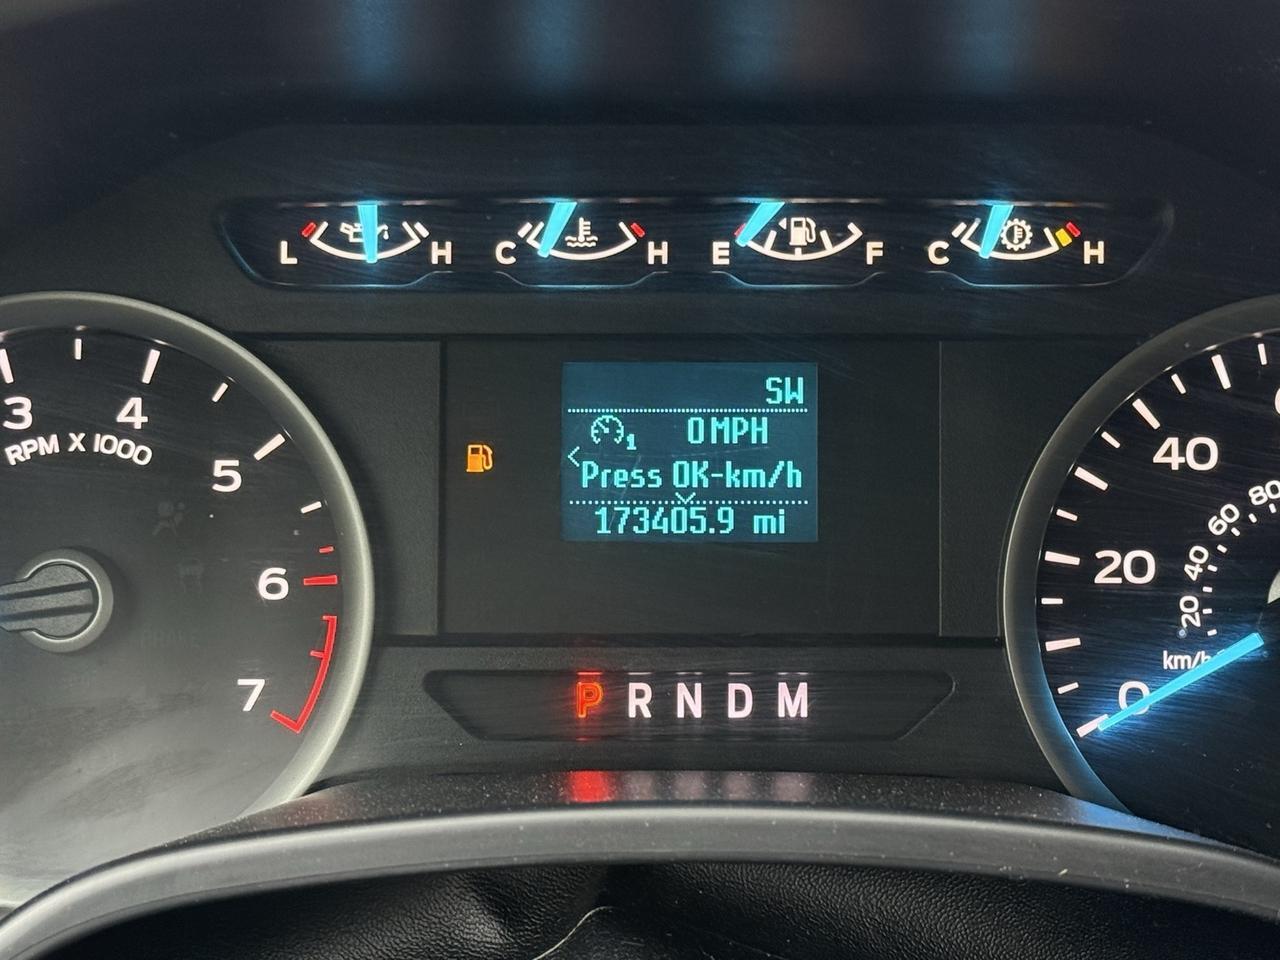 L H C H E F C H
SW
1 0 MPH
Press OK-km/h
173405.9 mi
3 4 5 6 7
RPM X 1000
0 20 40
20 40 60 80
km/h
P R N D M